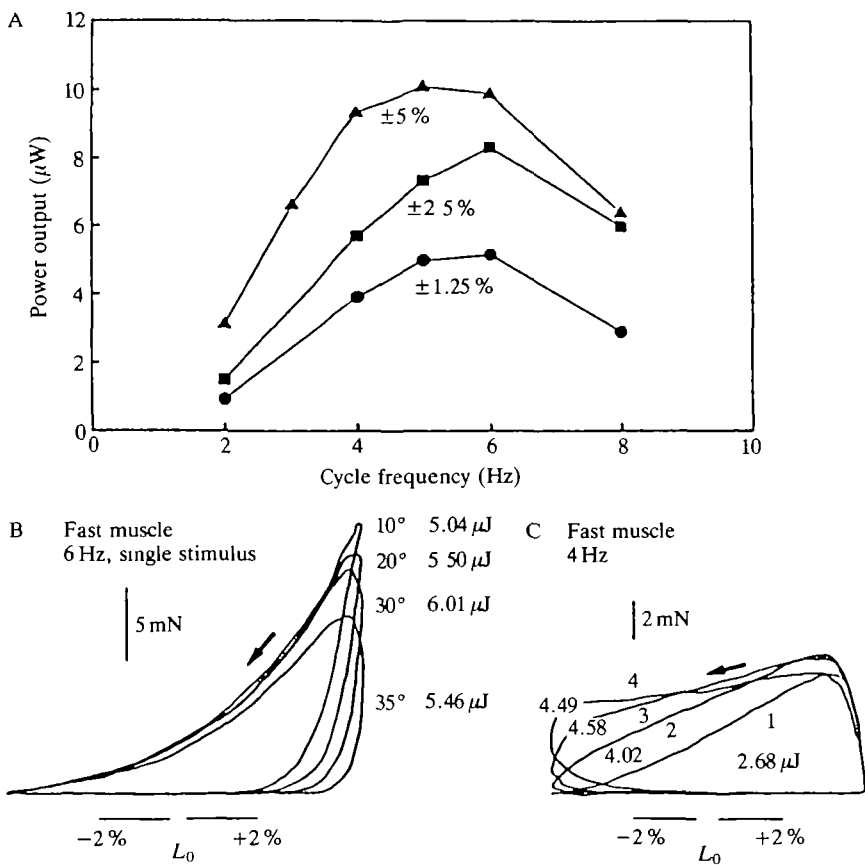 A
12
10
8
6
4
2
0
Power output (μW)
±5 %
±2 5%
±1.25 %
0 2 4 6 8 10
Cycle frequency (Hz)
B Fast muscle
6 Hz, single stimulus
5 mN
10° 5.04 μJ
20° 5 50 μJ
30° 6.01 μJ
35° 5.46 μJ
−2 % +2 %
L0
C Fast muscle
4 Hz
2 mN
4
4.49
3
4.58
2
1
4.02
2.68 μJ
−2 % +2 %
L0